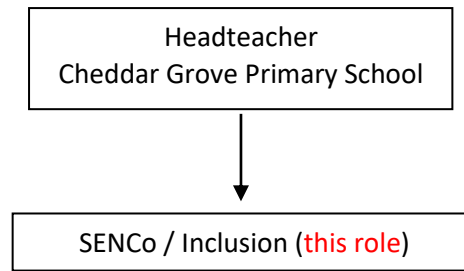 Headteacher
Cheddar Grove Primary School
SENCo / Inclusion (this role)